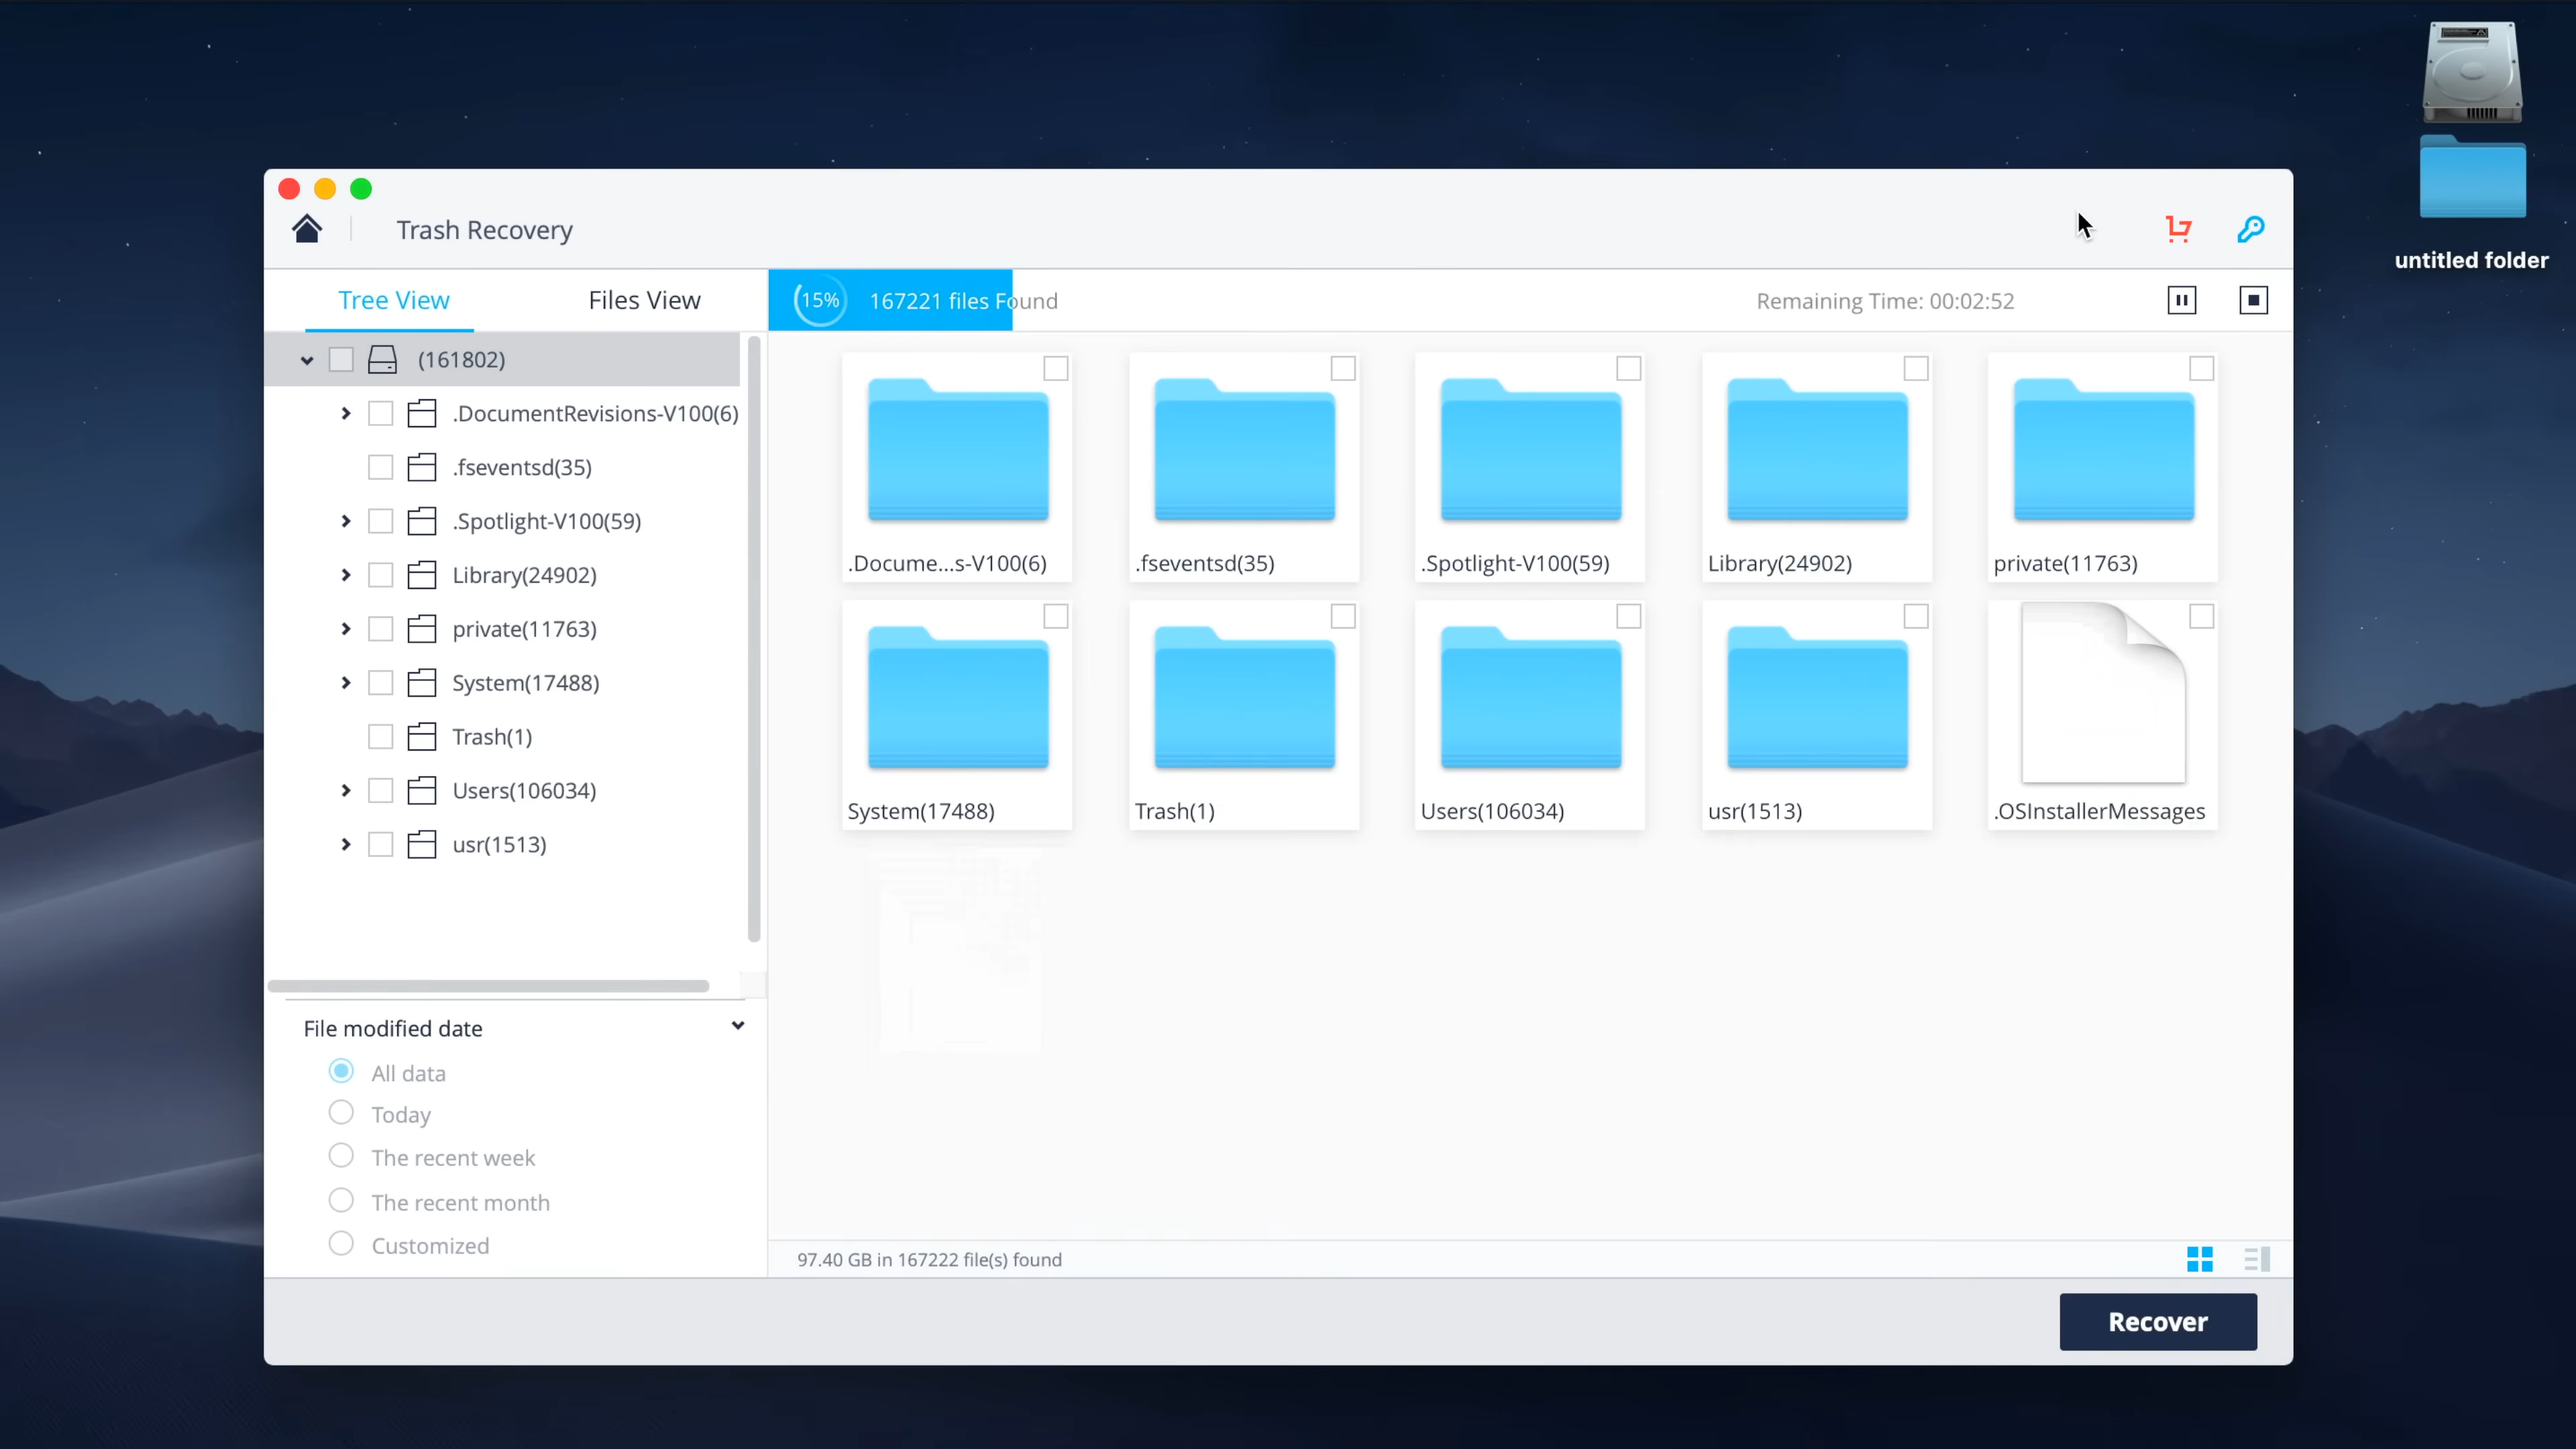 Trash Recovery
Tree View
Files View
15%
167221 files Found
Remaining Time: 00:02:52
(161802)
.DocumentRevisions-V100(6)
.fseventsd(35)
.Spotlight-V100(59)
Library(24902)
private(11763)
System(17488)
Trash(1)
Users(106034)
usr(1513)
File modified date
All data
Today
The recent week
The recent month
Customized
.Docume...s-V100(6)
.fseventsd(35)
.Spotlight-V100(59)
Library(24902)
private(11763)
System(17488)
Trash(1)
Users(106034)
usr(1513)
.OSInstallerMessages
97.40 GB in 167222 file(s) found
Recover
untitled folder